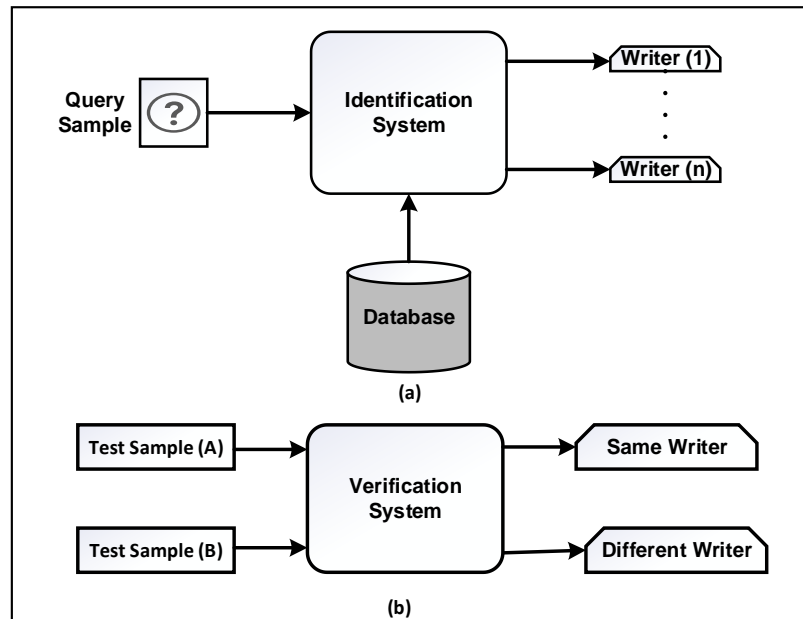 Query
Sample
?
Identification
System
Writer (1)
Writer (n)
Database
(a)
Test Sample (A)
Test Sample (B)
Verification
System
Same Writer
Different Writer
(b)